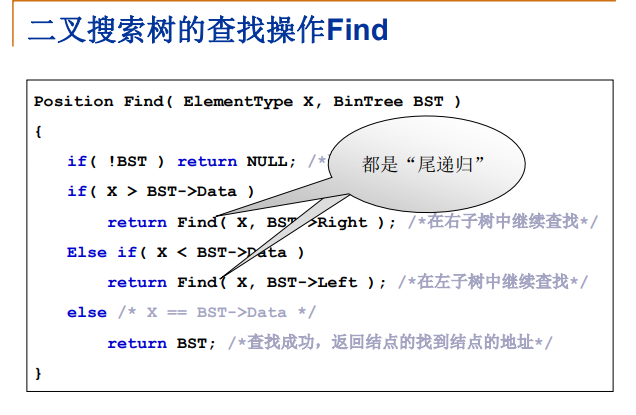 二叉搜索树的查找操作Find
Position Find( ElementType X, BinTree BST )
{
if( !BST ) return NULL; /*
都是“尾递归”
if( X > BST->Data )
return Find( X, BST->Right ); /*在右子树中继续查找*/
Else if( X < BST->Data )
return Find( X, BST->Left ); /*在左子树中继续查找*/
else /* X == BST->Data */
return BST; /*查找成功，返回结点的找到结点的地址*/
}